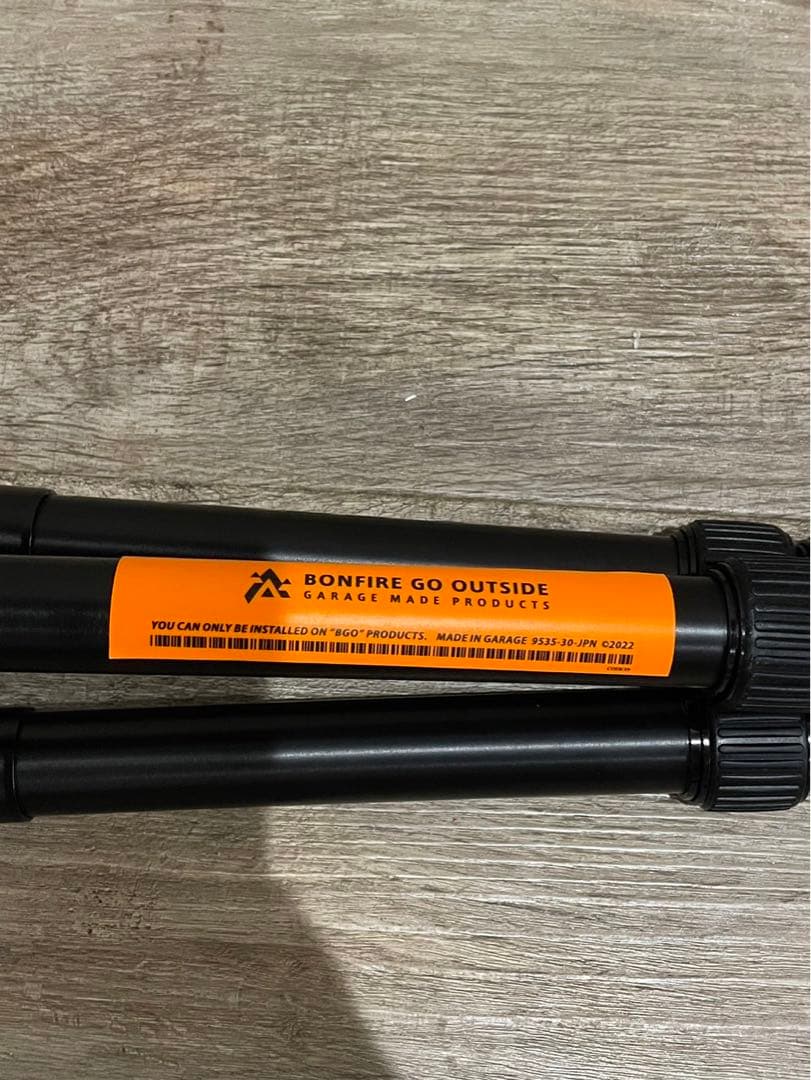 BONFIRE GO OUTSIDE
GARAGE MADE PRODUCTS
YOU CAN ONLY BE INSTALLED ON "BGO" PRODUCTS. MADE IN GARAGE 9535-30-JPN ©2022